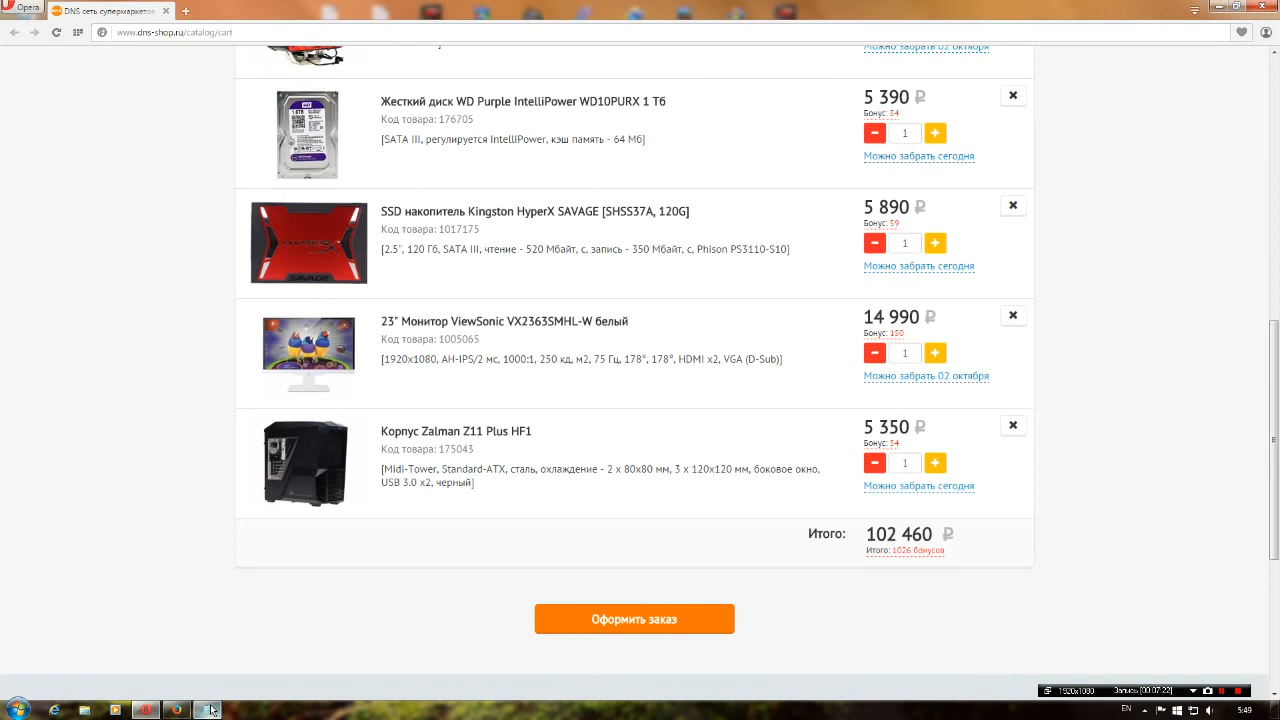 Opera
DNS сеть супермаркетов
www.dns-shop.ru/catalog/cart
Можно забрать 02 октября
Жесткий диск WD Purple IntelliPower WD10PURX 1 Тб
Код товара: 176705
[SATA III, регулируется IntelliPower, кэш память - 64 Мб]
5 390 ₽
Бонус: 54
1
Можно забрать сегодня
SSD накопитель Kingston HyperX SAVAGE [SHSS37A, 120G]
Код товара: 1017175
[2.5", 120 Гб, SATA III, чтение - 520 Мбайт, с, запись - 350 Мбайт, с, Phison PS3110-S10]
5 890 ₽
Бонус: 59
1
Можно забрать сегодня
23" Монитор ViewSonic VX2363SMHL-W белый
Код товара: 1005065
[1920x1080, AH-IPS/2 мс, 1000:1, 250 кд, м2, 75 Гц, 178°, 178°, HDMI x2, VGA (D-Sub)]
14 990 ₽
Бонус: 150
1
Можно забрать 02 октября
Корпус Zalman Z11 Plus HF1
Код товара: 175043
[Midi-Tower, Standard-ATX, сталь, охлаждение - 2 x 80x80 мм, 3 x 120x120 мм, боковое окно,
USB 3.0 x2, черный]
5 350 ₽
Бонус: 54
1
Можно забрать сегодня
Итого: 102 460 ₽
Итого: 1026 бонусов
Оформить заказ
1920x1080 Запись [00:07:22]
EN 5:49